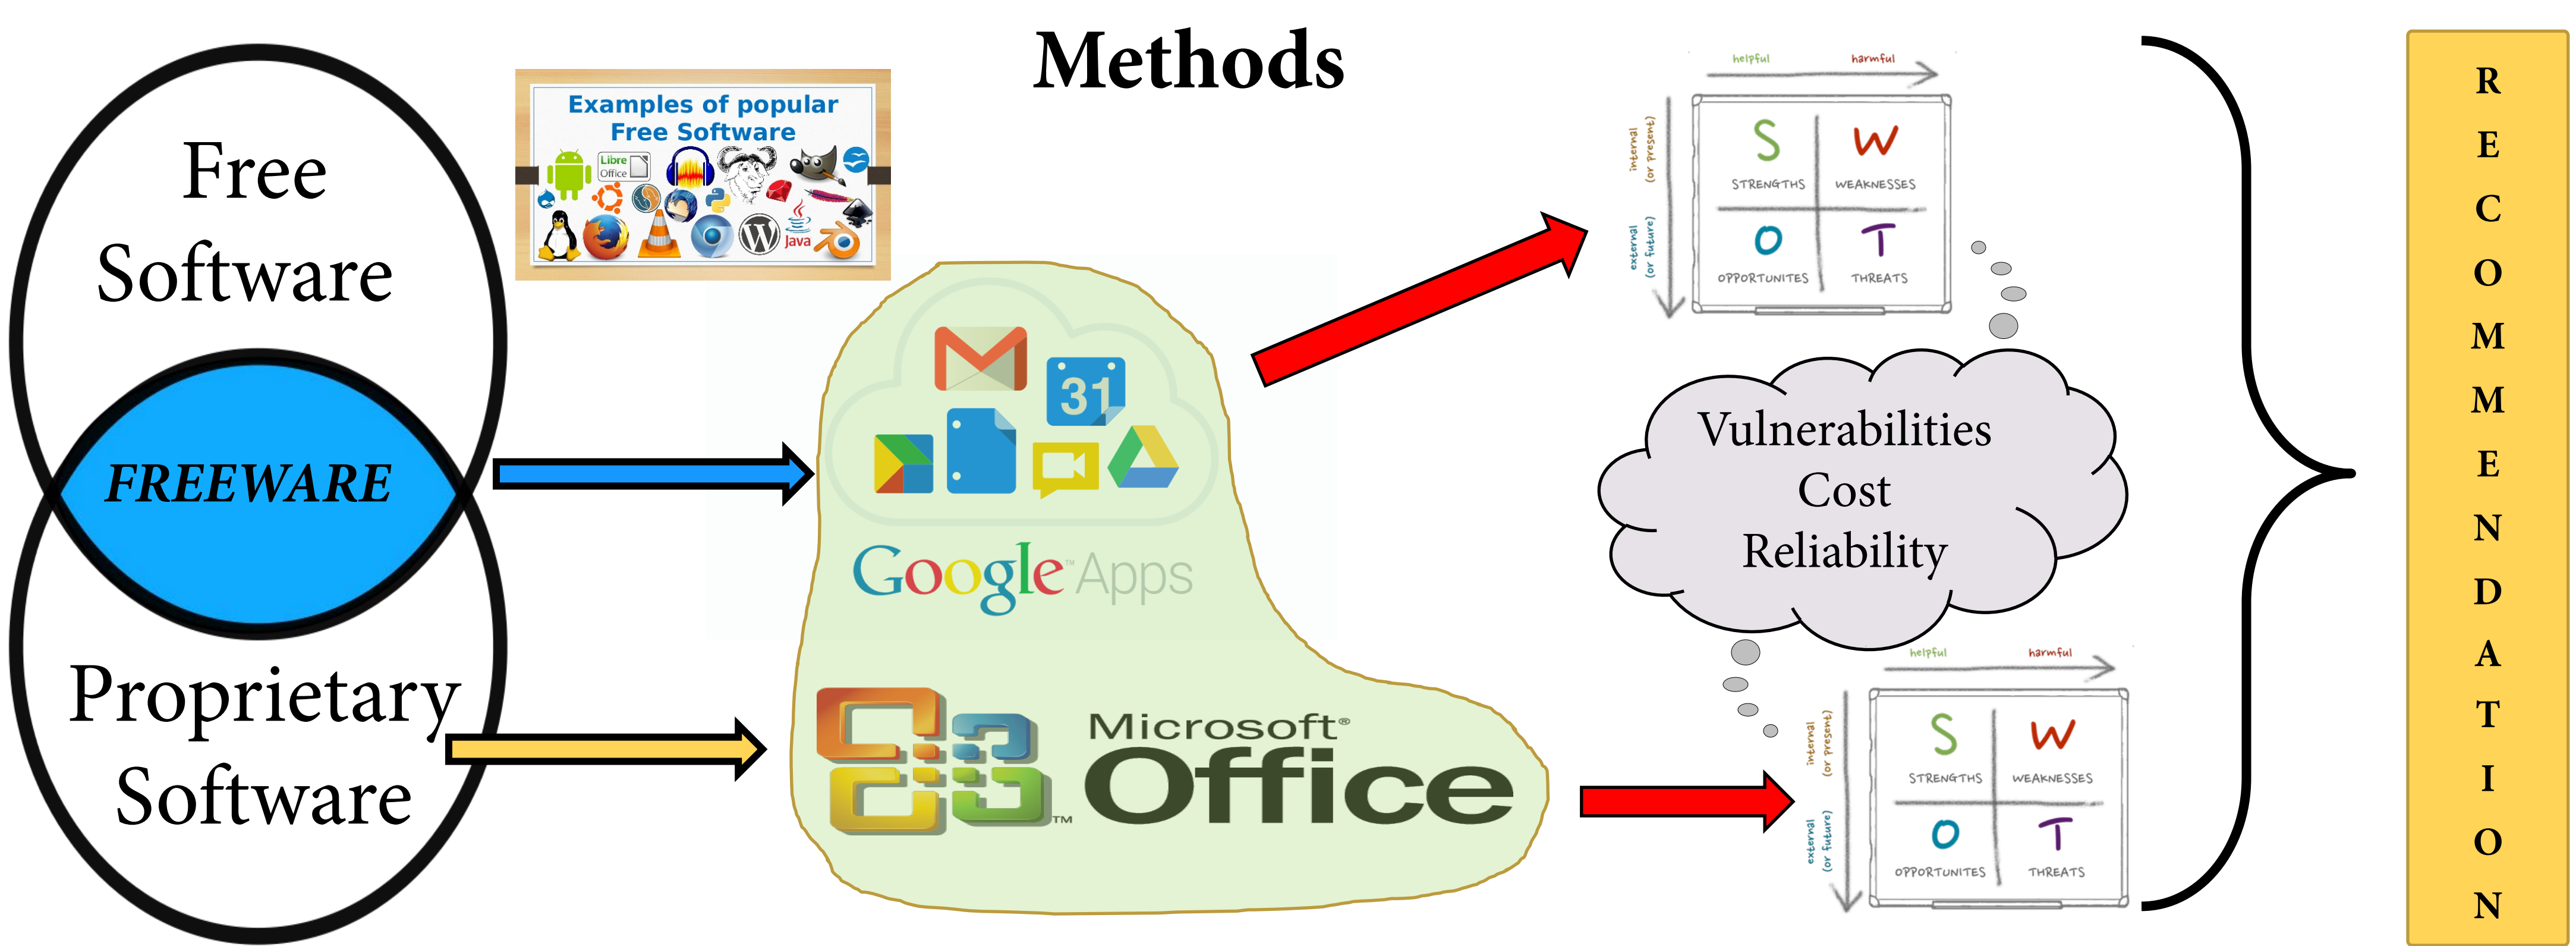 Methods
Free
Software
FREEWARE
Proprietary
Software
Examples of popular
Free Software
Libre
Office
Java
31
Google™ Apps
Microsoft®
Office
TM
helpful
harmful
internal
(or present)
external
(or future)
S
W
STRENGTHS
WEAKNESSES
O
T
OPPORTUNITES
THREATS
Vulnerabilities
Cost
Reliability
helpful
harmful
internal
(or present)
external
(or future)
S
W
STRENGTHS
WEAKNESSES
O
T
OPPORTUNITES
THREATS
R
E
C
O
M
M
E
N
D
A
T
I
O
N